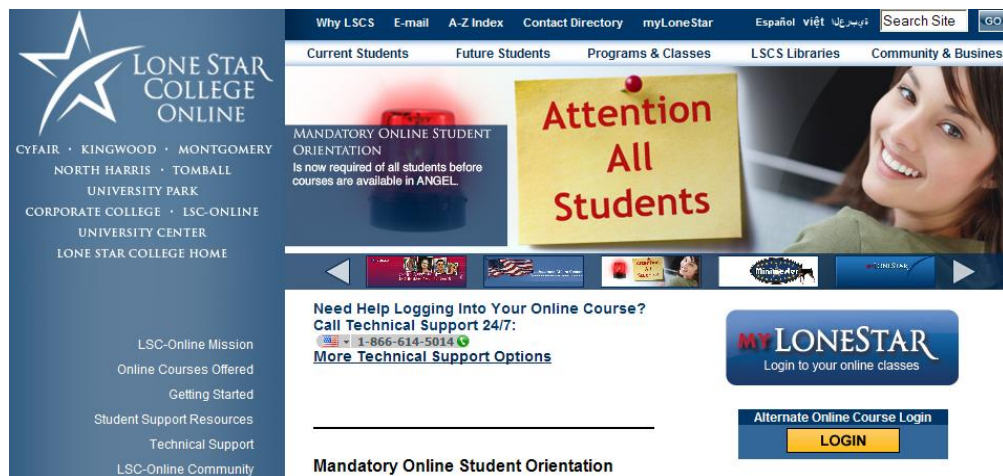 Why LSCS E-mail A-Z Index Contact Directory myLoneStar Español việt Search Site GO
Current Students Future Students Programs & Classes LSCS Libraries Community & Busines
LONE STAR
COLLEGE
ONLINE
CYFAIR · KINGWOOD · MONTGOMERY
NORTH HARRIS · TOMBALL
UNIVERSITY PARK
CORPORATE COLLEGE · LSC-ONLINE
UNIVERSITY CENTER
LONE STAR COLLEGE HOME
LSC-Online Mission
Online Courses Offered
Getting Started
Student Support Resources
Technical Support
LSC-Online Community
MANDATORY ONLINE STUDENT
ORIENTATION
Is now required of all students before
courses are available in ANGEL.
Attention
All
Students
Need Help Logging Into Your Online Course?
Call Technical Support 24/7:
1-866-614-5014
More Technical Support Options
Mandatory Online Student Orientation
MY LONESTAR
Login to your online classes
Alternate Online Course Login
LOGIN